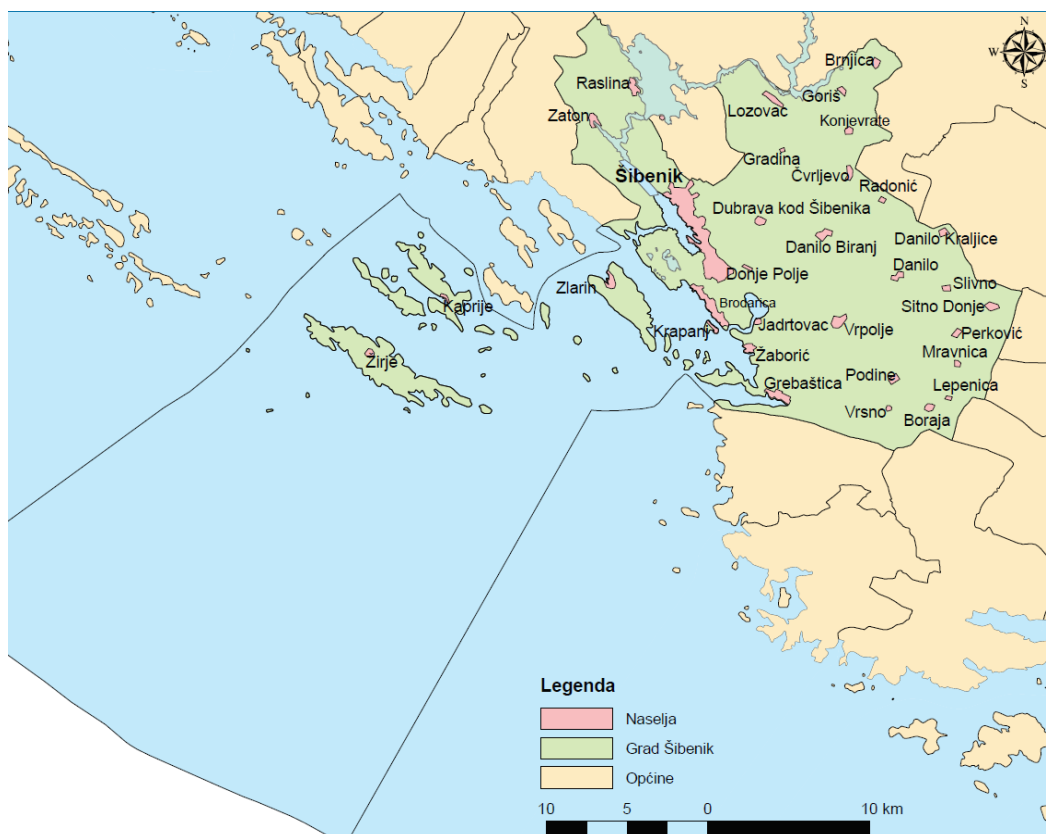 N
W
E
S
Brnjica
Raslina
Goriš
Lozovac
Zaton
Konjevrate
Gradina
Šibenik
Čvrljevo
Radonić
Dubrava kod Šibenika
Danilo Biranj
Danilo Kraljice
Danilo
Donje Polje
Zlarin
Slivno
Kaprije
Brodarica
Sitno Donje
Krapanj
Jadrtovac
Vrpolje
Perković
Žirje
Žaborić
Mravnica
Podine
Grebaštica
Lepenica
Vrsno
Boraja
Legenda
Naselja
Grad Šibenik
Općine
10 5 0 10 km